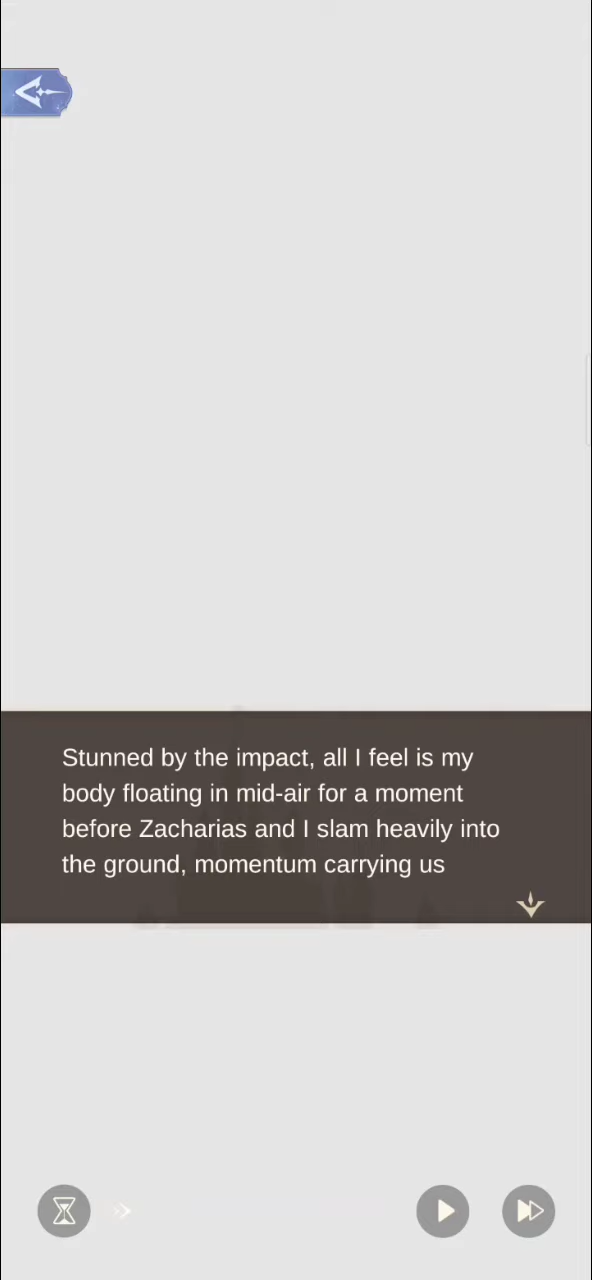 Stunned by the impact, all I feel is my
body floating in mid-air for a moment
before Zacharias and I slam heavily into
the ground, momentum carrying us